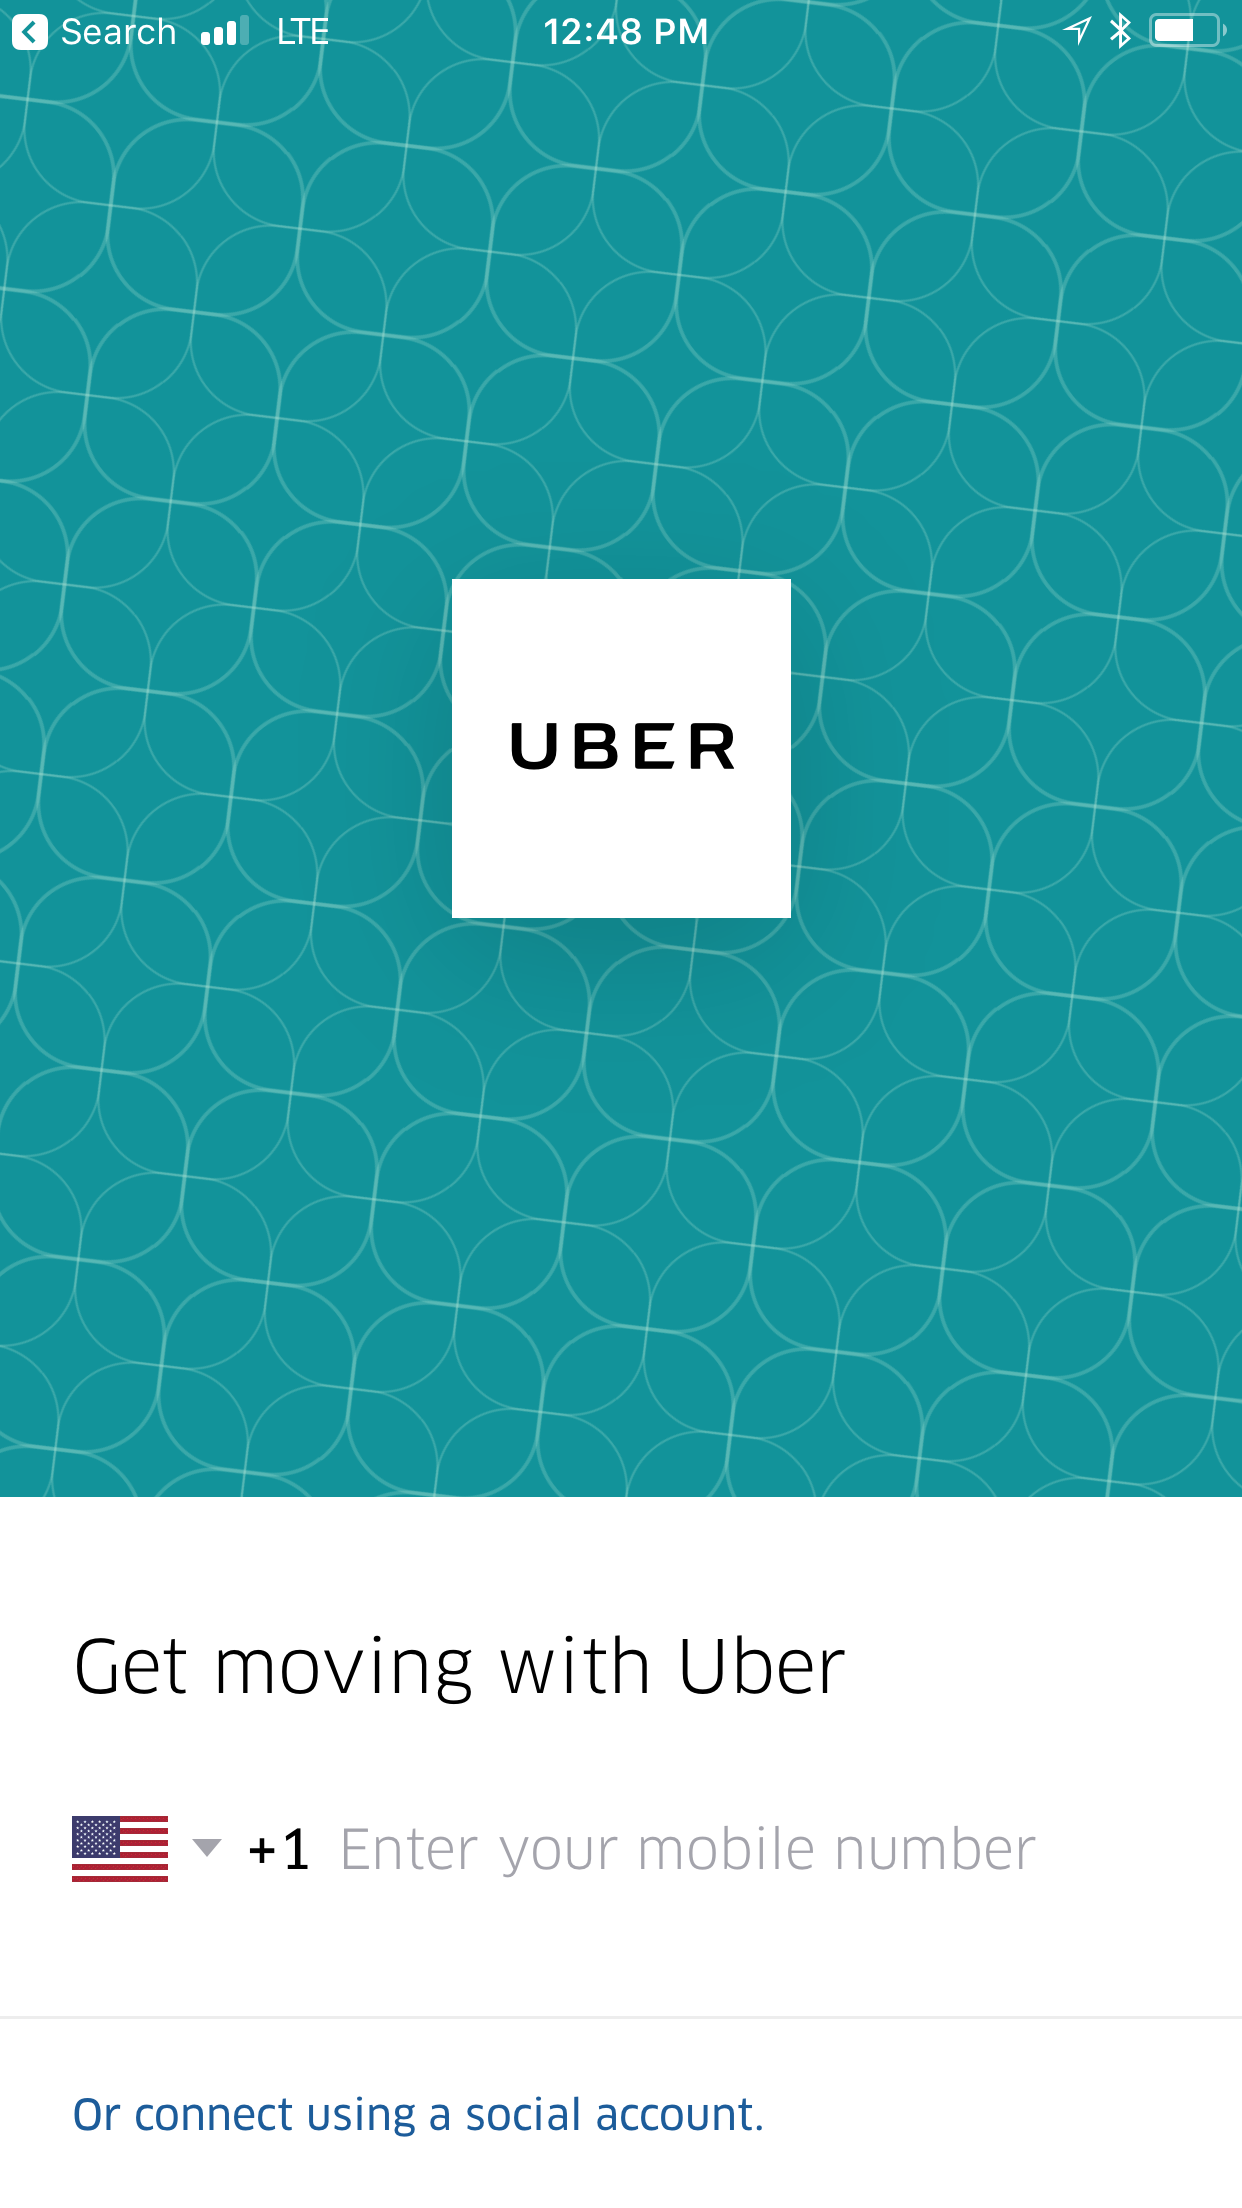 Search LTE 12:48 PM
UBER
Get moving with Uber
+1 Enter your mobile number
Or connect using a social account.